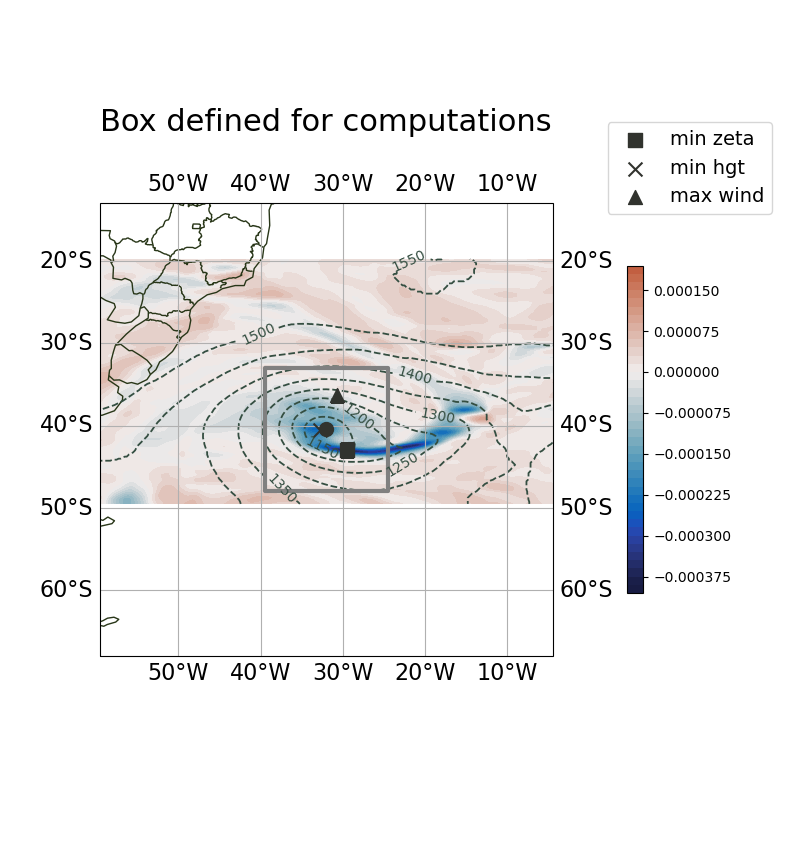 Box defined for computations
min zeta
min hgt
max wind
50°W 40°W 30°W 20°W 10°W
20°S 20°S
30°S 30°S
40°S 40°S
50°S 50°S
60°S 60°S
50°W 40°W 30°W 20°W 10°W
1550
1500
1400
1200
1300
1150
1250
1350
0.000150
0.000075
0.000000
−0.000075
−0.000150
−0.000225
−0.000300
−0.000375